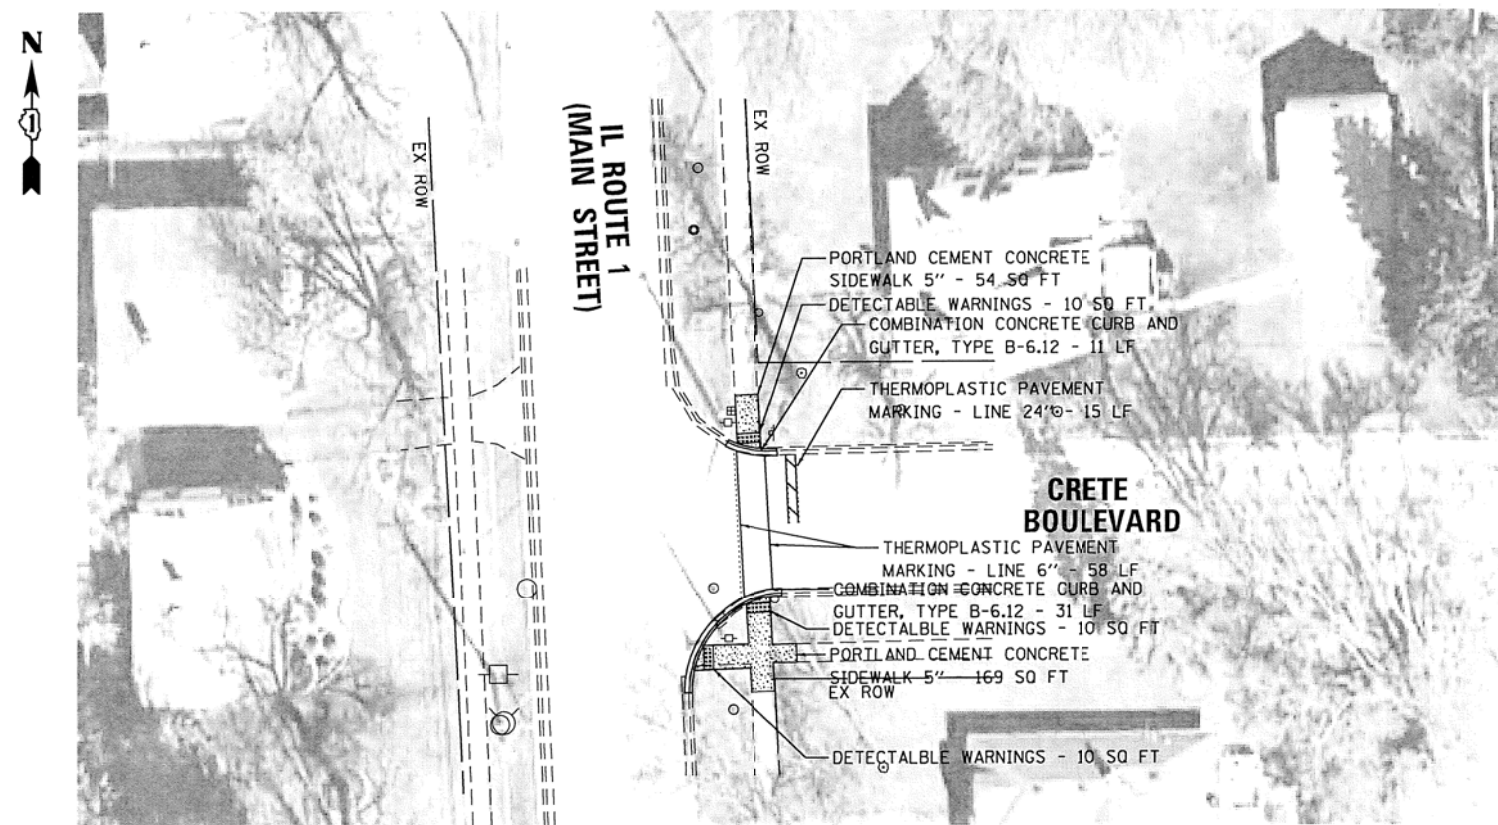 N
1
EX ROW
IL ROUTE 1
(MAIN STREET)
EX ROW
PORTLAND CEMENT CONCRETE
SIDEWALK 5" - 54 SQ FT
DETECTABLE WARNINGS - 10 SQ FT
COMBINATION CONCRETE CURB AND
GUTTER, TYPE B-6.12 - 11 LF
THERMOPLASTIC PAVEMENT
MARKING - LINE 24" - 15 LF
CRETE
BOULEVARD
THERMOPLASTIC PAVEMENT
MARKING - LINE 6" - 58 LF
COMBINATION CONCRETE CURB AND
GUTTER, TYPE B-6.12 - 31 LF
DETECTALBLE WARNINGS - 10 SQ FT
PORTLAND CEMENT CONCRETE
SIDEWALK 5" - 169 SQ FT
EX ROW
DETECTALBLE WARNINGS - 10 SQ FT